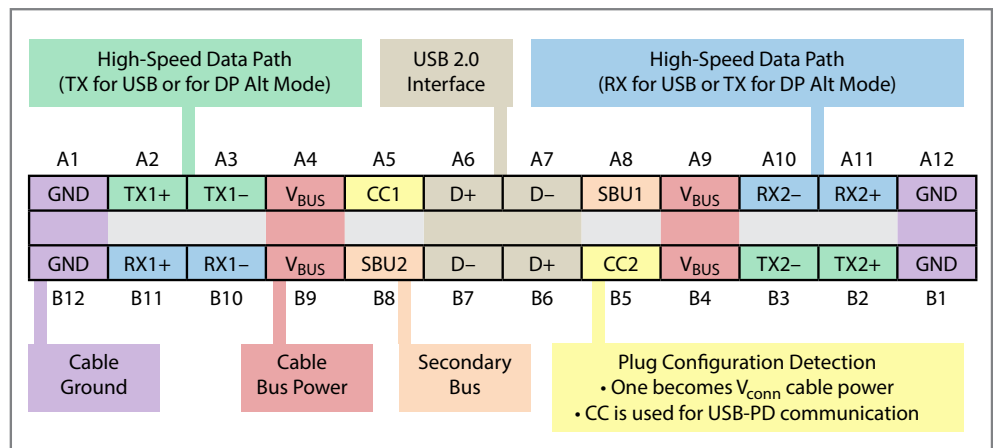 High-Speed Data Path
(TX for USB or for DP Alt Mode)
USB 2.0
Interface
High-Speed Data Path
(RX for USB or TX for DP Alt Mode)
A1 A2 A3 A4 A5 A6 A7 A8 A9 A10 A11 A12
GND TX1+ TX1– VBUS CC1 D+ D– SBU1 VBUS RX2– RX2+ GND
GND RX1+ RX1– VBUS SBU2 D– D+ CC2 VBUS TX2– TX2+ GND
B12 B11 B10 B9 B8 B7 B6 B5 B4 B3 B2 B1
Cable
Ground
Cable
Bus Power
Secondary
Bus
Plug Configuration Detection
• One becomes Vconn cable power
• CC is used for USB-PD communication